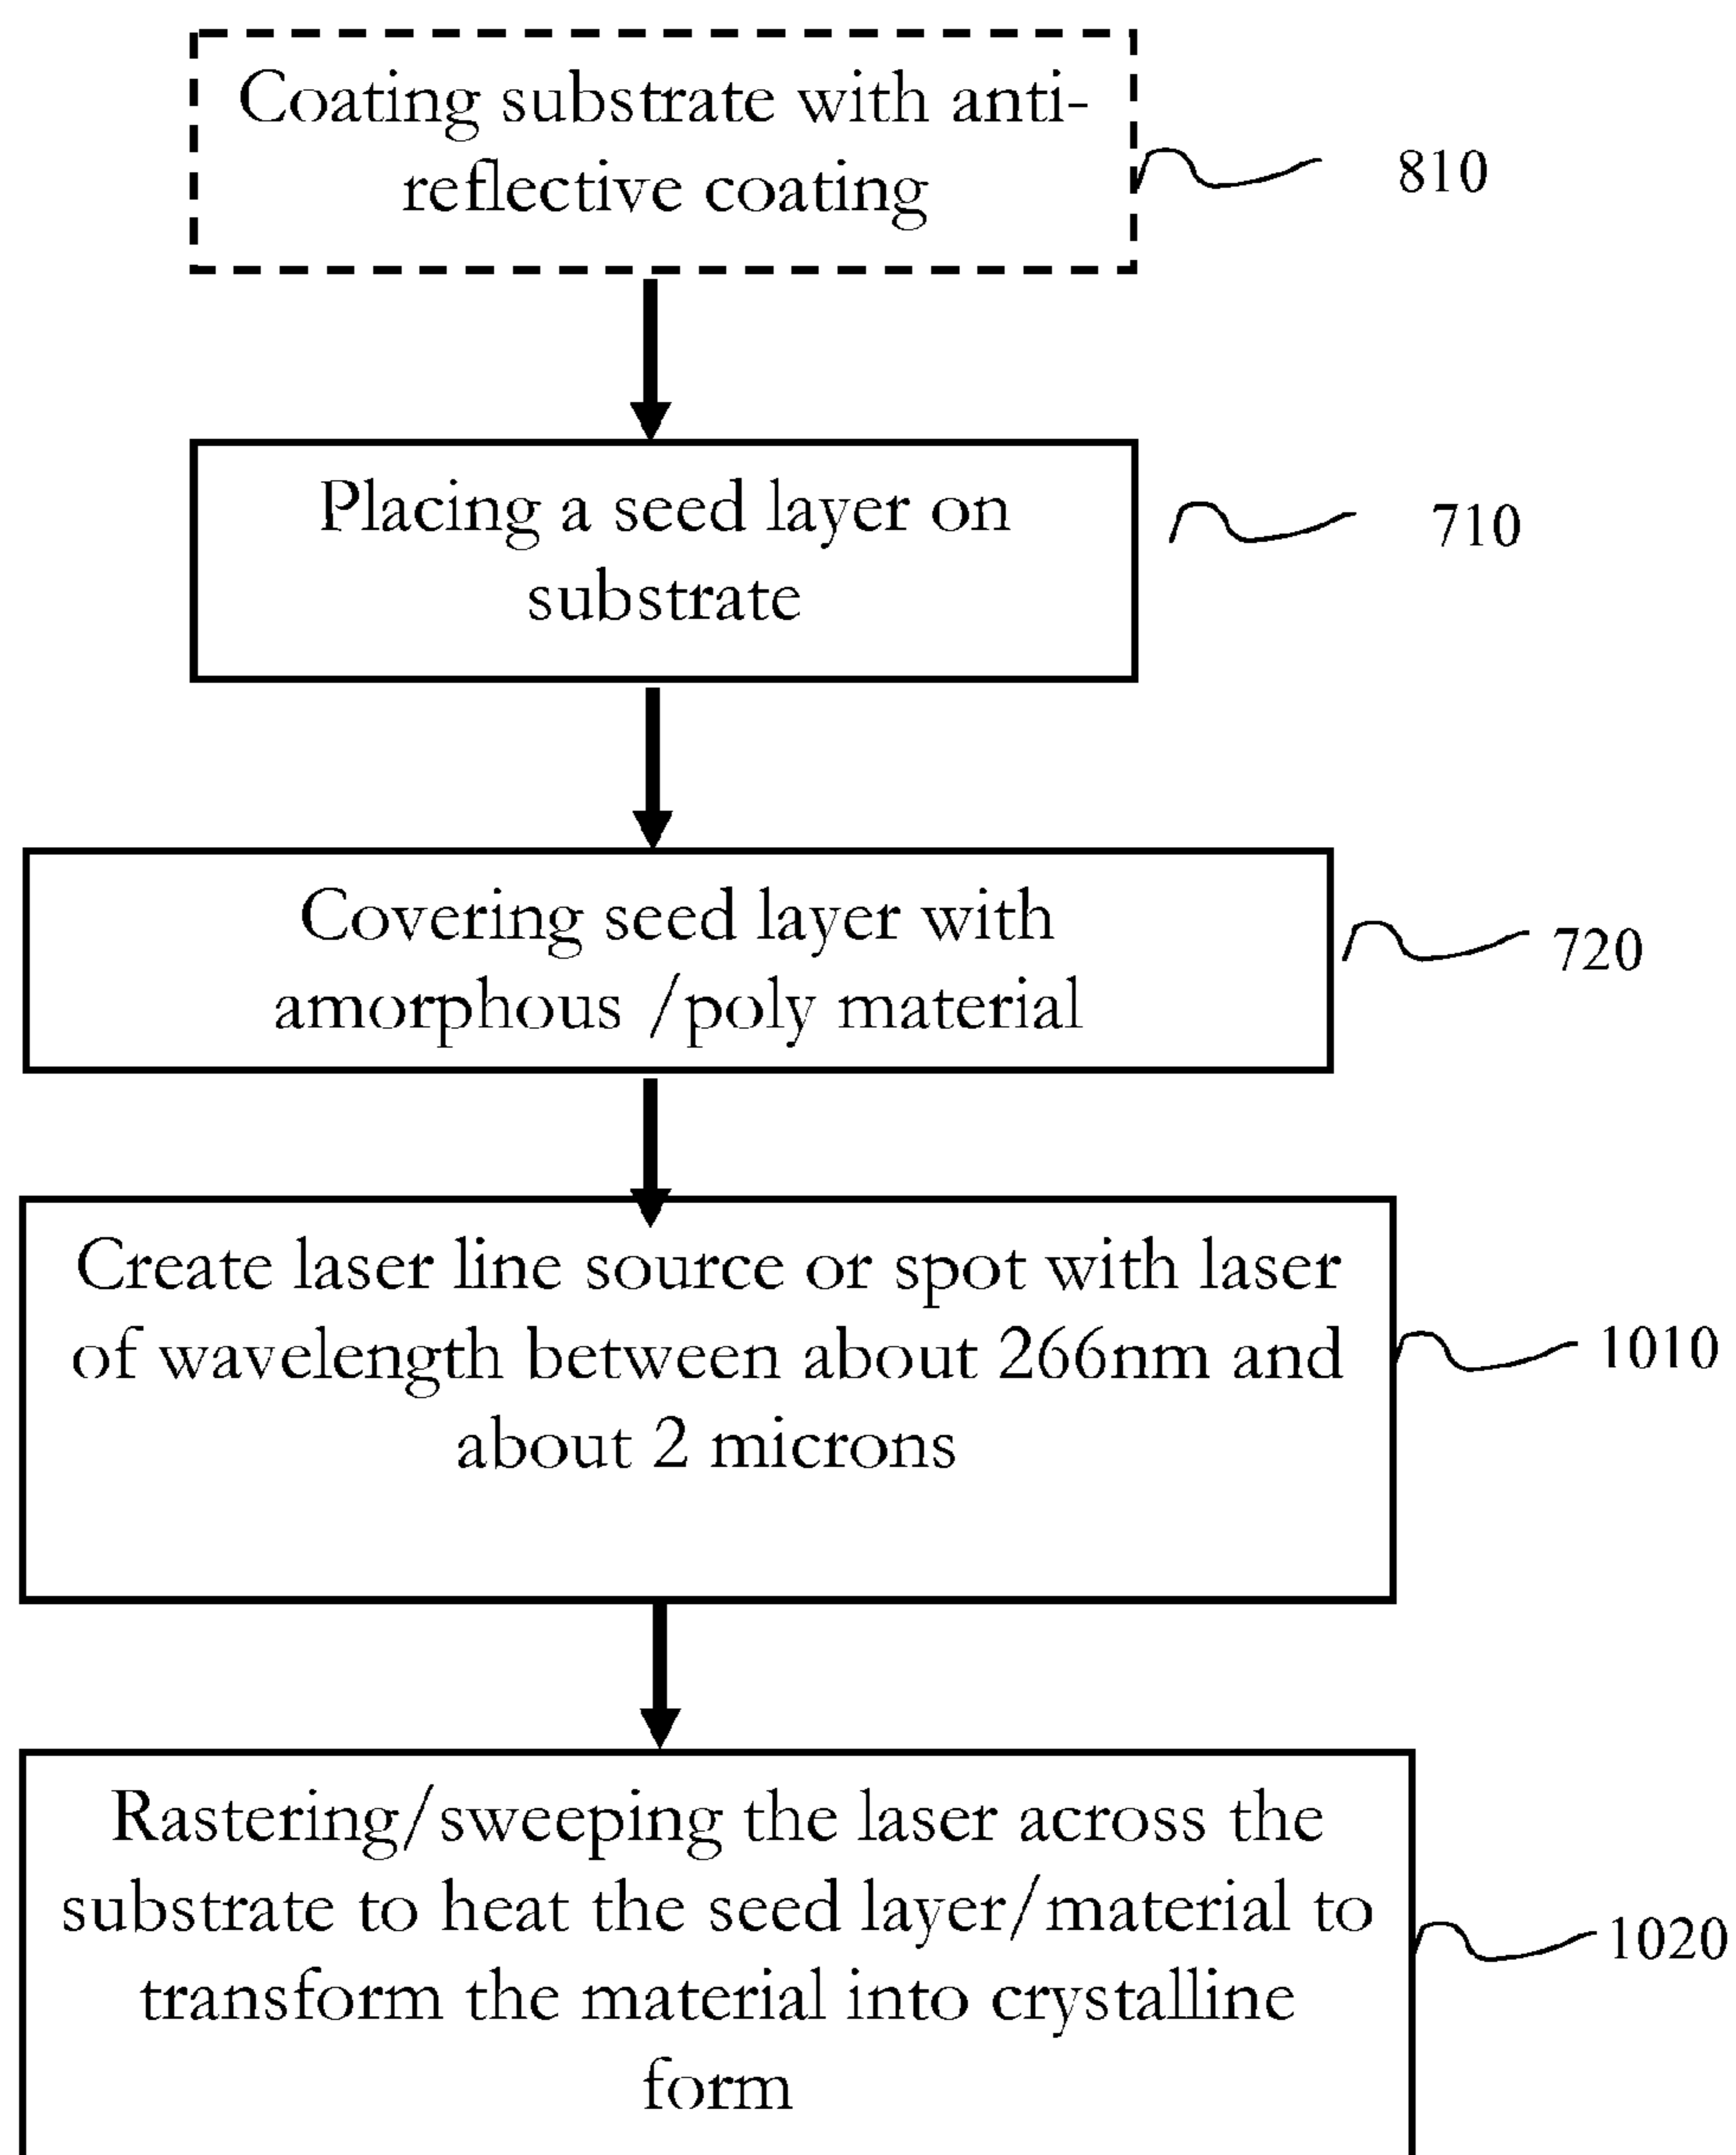 Coating substrate with anti-
reflective coating
810
Placing a seed layer on
substrate
710
Covering seed layer with
amorphous /poly material
720
Create laser line source or spot with laser
of wavelength between about 266nm and
about 2 microns
1010
Rastering/sweeping the laser across the
substrate to heat the seed layer/material to
transform the material into crystalline
form
1020